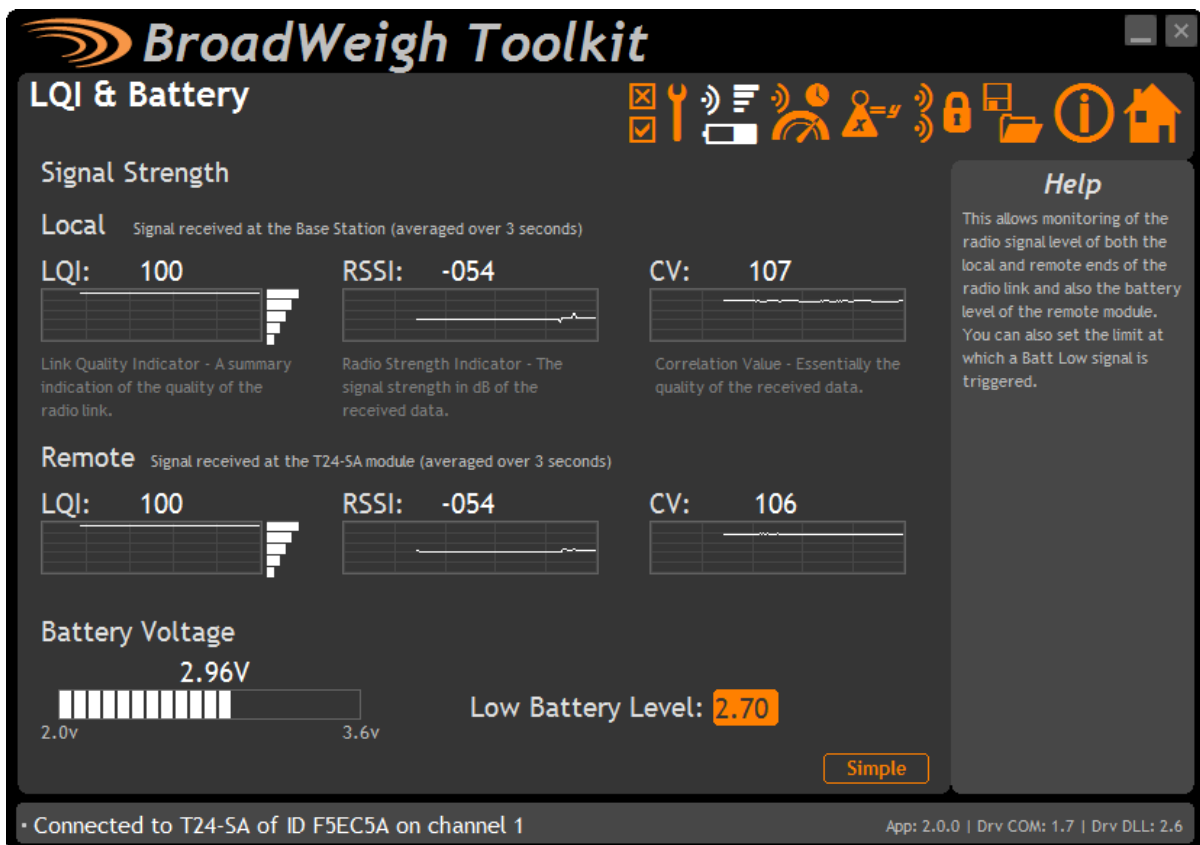 BroadWeigh Toolkit
LQI & Battery
x=y
Signal Strength
Local Signal received at the Base Station (averaged over 3 seconds)
LQI: 100 RSSI: -054 CV: 107
Link Quality Indicator - A summary
indication of the quality of the
radio link.
Radio Strength Indicator - The
signal strength in dB of the
received data.
Correlation Value - Essentially the
quality of the received data.
Remote Signal received at the T24-SA module (averaged over 3 seconds)
LQI: 100 RSSI: -054 CV: 106
Battery Voltage
2.96V
2.0v 3.6v
Low Battery Level: 2.70
Simple
Help
This allows monitoring of the
radio signal level of both the
local and remote ends of the
radio link and also the battery
level of the remote module.
You can also set the limit at
which a Batt Low signal is
triggered.
Connected to T24-SA of ID F5EC5A on channel 1
App: 2.0.0 | Drv COM: 1.7 | Drv DLL: 2.6